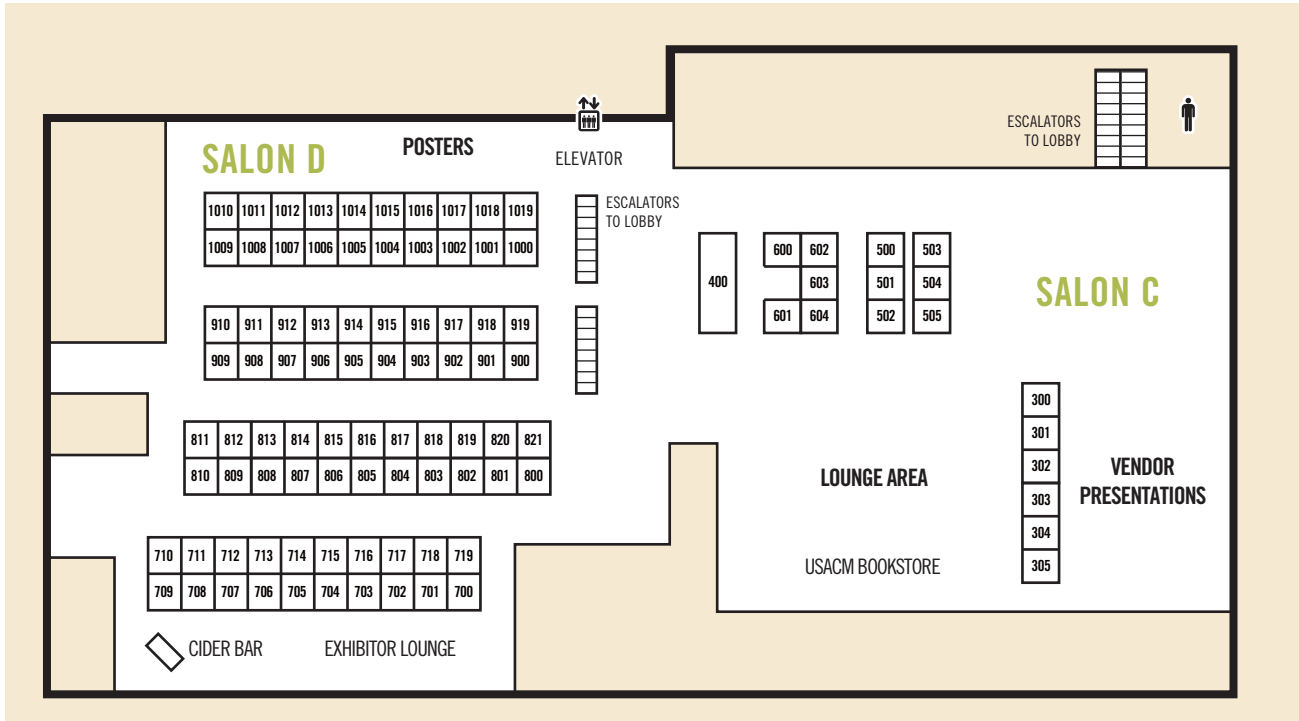 SALON D
POSTERS
ELEVATOR
ESCALATORS
TO LOBBY
ESCALATORS
TO LOBBY
1010 1011 1012 1013 1014 1015 1016 1017 1018 1019
1009 1008 1007 1006 1005 1004 1003 1002 1001 1000
910 911 912 913 914 915 916 917 918 919
909 908 907 906 905 904 903 902 901 900
811 812 813 814 815 816 817 818 819 820 821
810 809 808 807 806 805 804 803 802 801 800
710 711 712 713 714 715 716 717 718 719
709 708 707 706 705 704 703 702 701 700
CIDER BAR
EXHIBITOR LOUNGE
400
600 602
603
601 604
500 503
501 504
502 505
SALON C
300
301
302
303
304
305
LOUNGE AREA
VENDOR
PRESENTATIONS
USACM BOOKSTORE